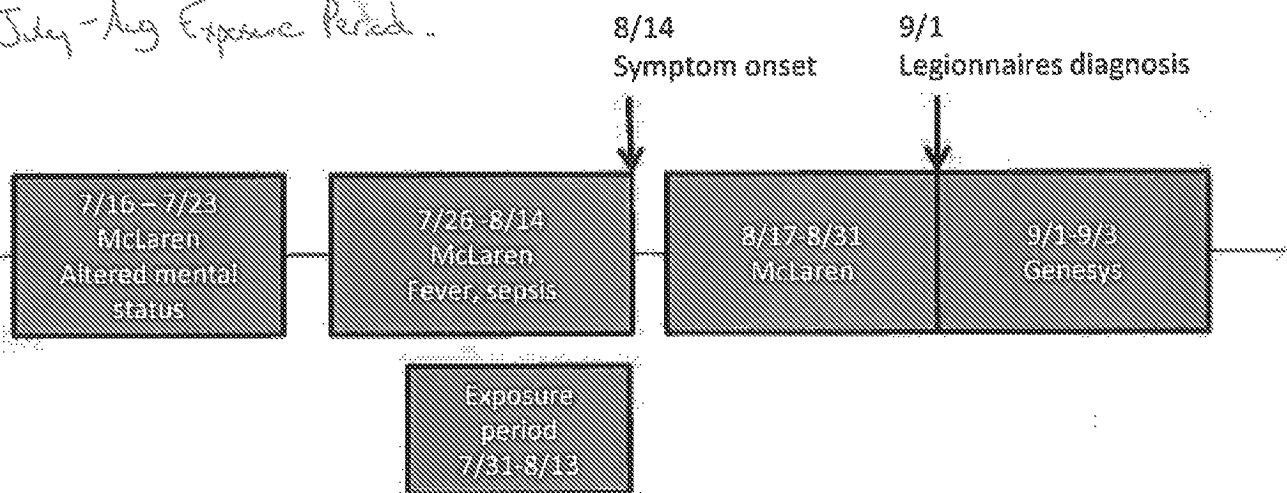 July - Aug Exposure Period.
8/14
Symptom onset
9/1
Legionnaires diagnosis
7/16 – 7/23
McLaren
Altered mental
status
7/26 -8/14
McLaren
Fever, sepsis
8/17-8/31
McLaren
9/1-9/3
Genesys
Exposure
period
7/31-8/13